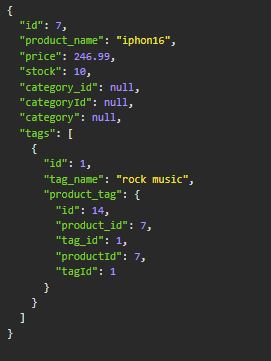 {
  "id": 7,
  "product_name": "iphon16",
  "price": 246.99,
  "stock": 10,
  "category_id": null,
  "categoryId": null,
  "category": null,
  "tags": [
    {
      "id": 1,
      "tag_name": "rock music",
      "product_tag": {
        "id": 14,
        "product_id": 7,
        "tag_id": 1,
        "productId": 7,
        "tagId": 1
      }
    }
  ]
}